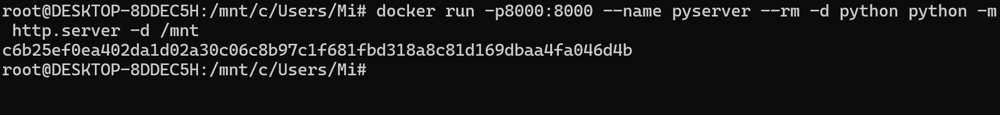 root@DESKTOP-8DDEC5H:/mnt/c/Users/Mi# docker run -p8000:8000 --name pyserver --rm -d python python -m
 http.server -d /mnt
c6b25ef0ea402da1d02a30c06c8b97c1f681fbd318a8c81d169dbaa4fa046d4b
root@DESKTOP-8DDEC5H:/mnt/c/Users/Mi#